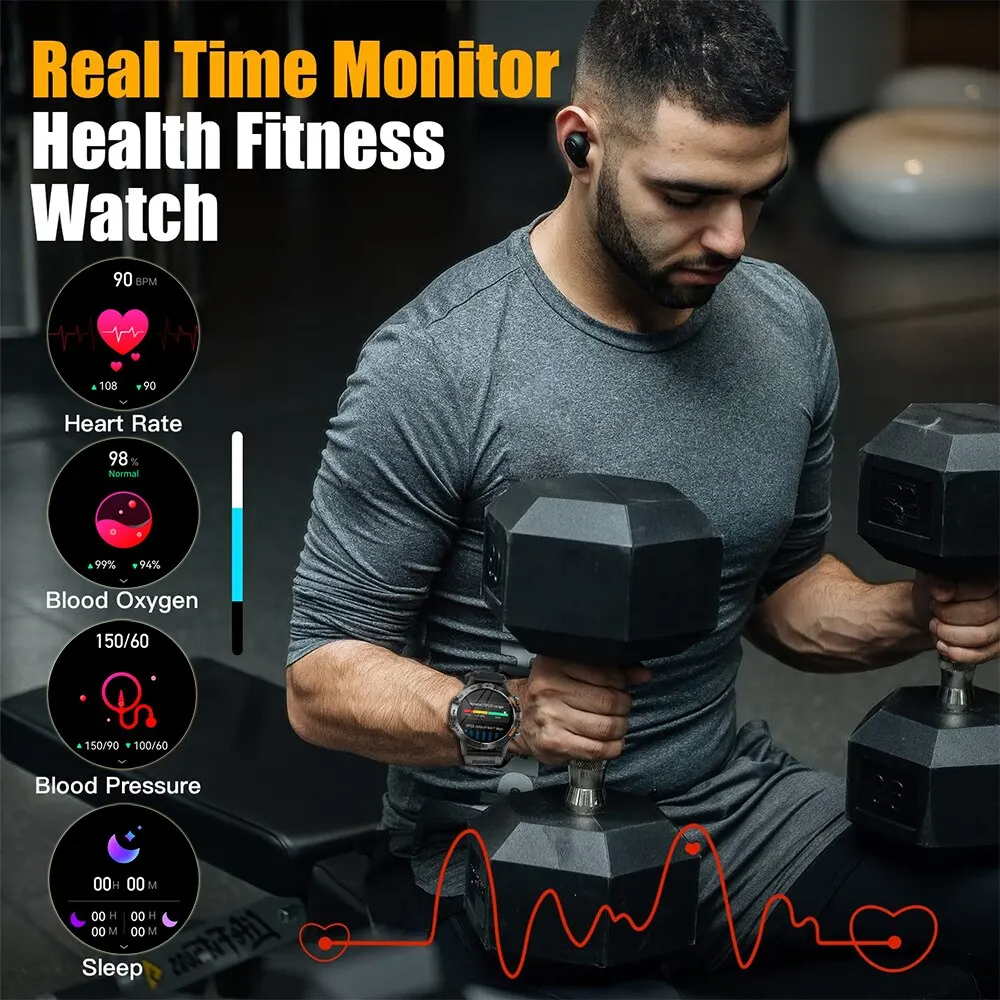 Real Time Monitor
Health Fitness
Watch
90 BPM
▲108 ▼90
Heart Rate
98 %
Normal
▲99% ▼94%
Blood Oxygen
150/60
▲150/90 ▼100/60
Blood Pressure
00H 00M
00 H 00 H
00 M 00 M
Sleep